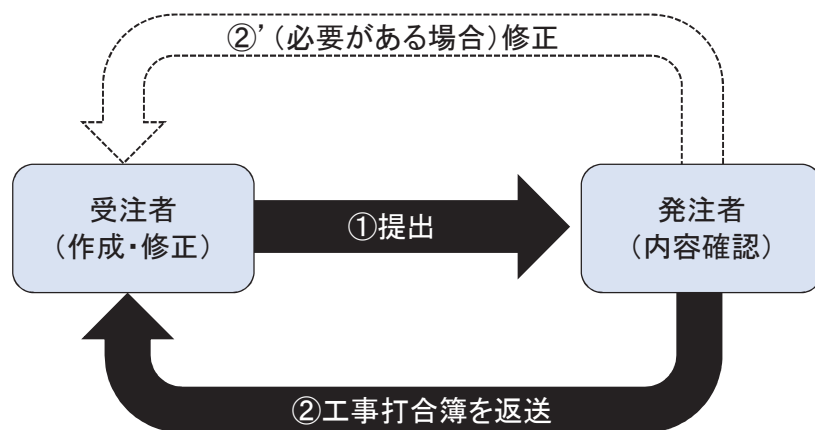 ②’(必要がある場合)修正
受注者
(作成・修正)
①提出
発注者
(内容確認)
②工事打合簿を返送